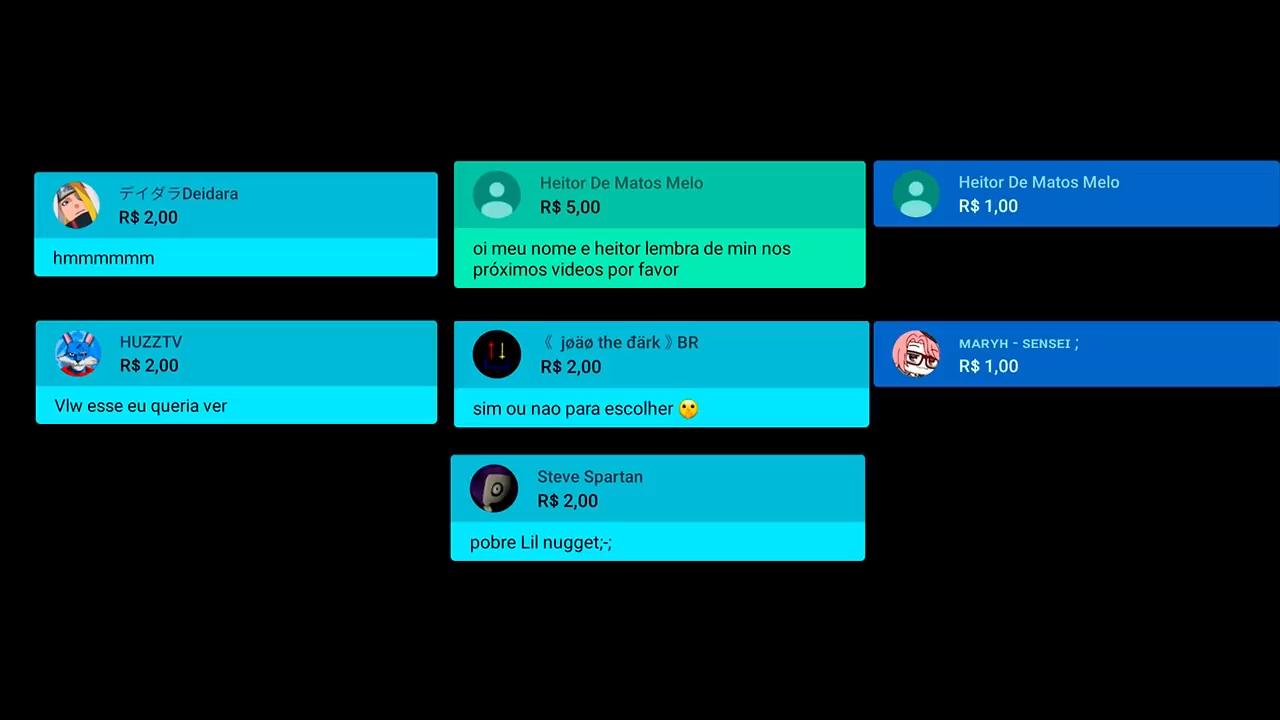 デイダラDeidara
R$ 2,00
hmmmmmm
Heitor De Matos Melo
R$ 5,00
oi meu nome e heitor lembra de min nos
próximos videos por favor
Heitor De Matos Melo
R$ 1,00
HUZZTV
R$ 2,00
Vlw esse eu queria ver
《 jøäø the đärk 》BR
R$ 2,00
sim ou nao para escolher 🤫
ᴍᴀʀʏʜ - sᴇɴsᴇɪ ;
R$ 1,00
Steve Spartan
R$ 2,00
pobre Lil nugget;-;